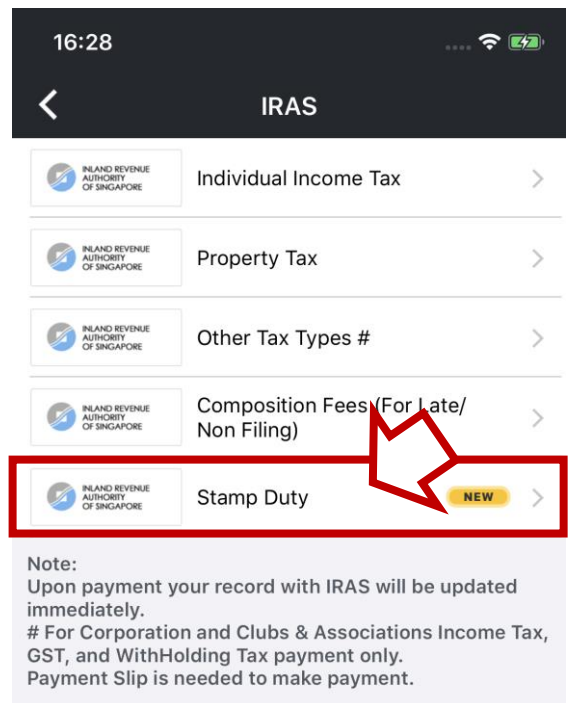 16:28
IRAS
INLAND REVENUE
AUTHORITY
OF SINGAPORE
Individual Income Tax
INLAND REVENUE
AUTHORITY
OF SINGAPORE
Property Tax
INLAND REVENUE
AUTHORITY
OF SINGAPORE
Other Tax Types #
INLAND REVENUE
AUTHORITY
OF SINGAPORE
Composition Fees (For Late/
Non Filing)
INLAND REVENUE
AUTHORITY
OF SINGAPORE
Stamp Duty
NEW
Note:
Upon payment your record with IRAS will be updated
immediately.
# For Corporation and Clubs & Associations Income Tax,
GST, and WithHolding Tax payment only.
Payment Slip is needed to make payment.